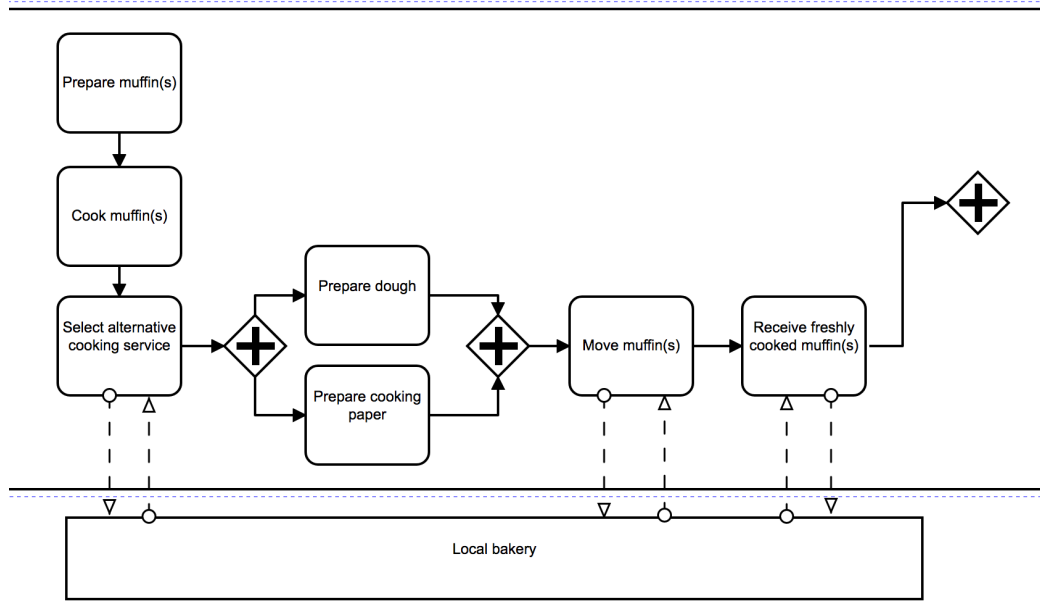 Prepare muffin(s)
Cook muffin(s)
Select alternative
cooking service
Prepare dough
Prepare cooking
paper
Move muffin(s)
Receive freshly
cooked muffin(s)
Local bakery